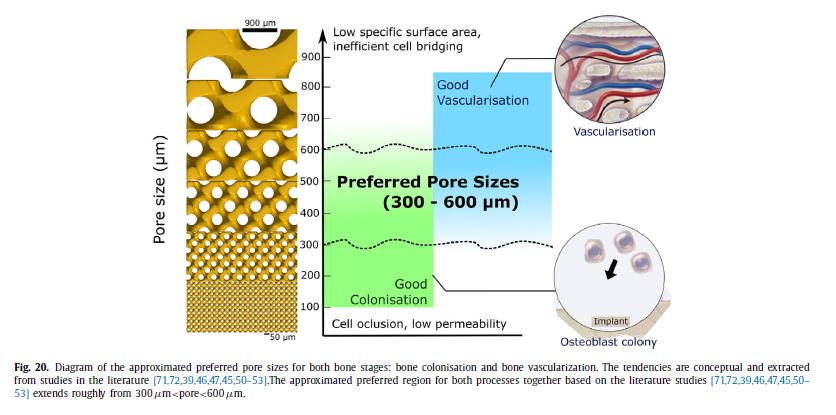 900 µm
Low specific surface area,
inefficient cell bridging
900
800
700
600
500
400
300
200
100
Pore size (µm)
Good
Vascularisation
Vascularisation
Preferred Pore Sizes
(300 - 600 µm)
Good
Colonisation
Implant
Osteoblast colony
Cell oclusion, low permeability
50 µm
Fig. 20. Diagram of the approximated preferred pore sizes for both bone stages: bone colonisation and bone vascularization. The tendencies are conceptual and extracted
from studies in the literature [71,72,39,46,47,45,50–53].The approximated preferred region for both processes together based on the literature studies [71,72,39,46,47,45,50–
53] extends roughly from 300 µm<pore<600 µm.